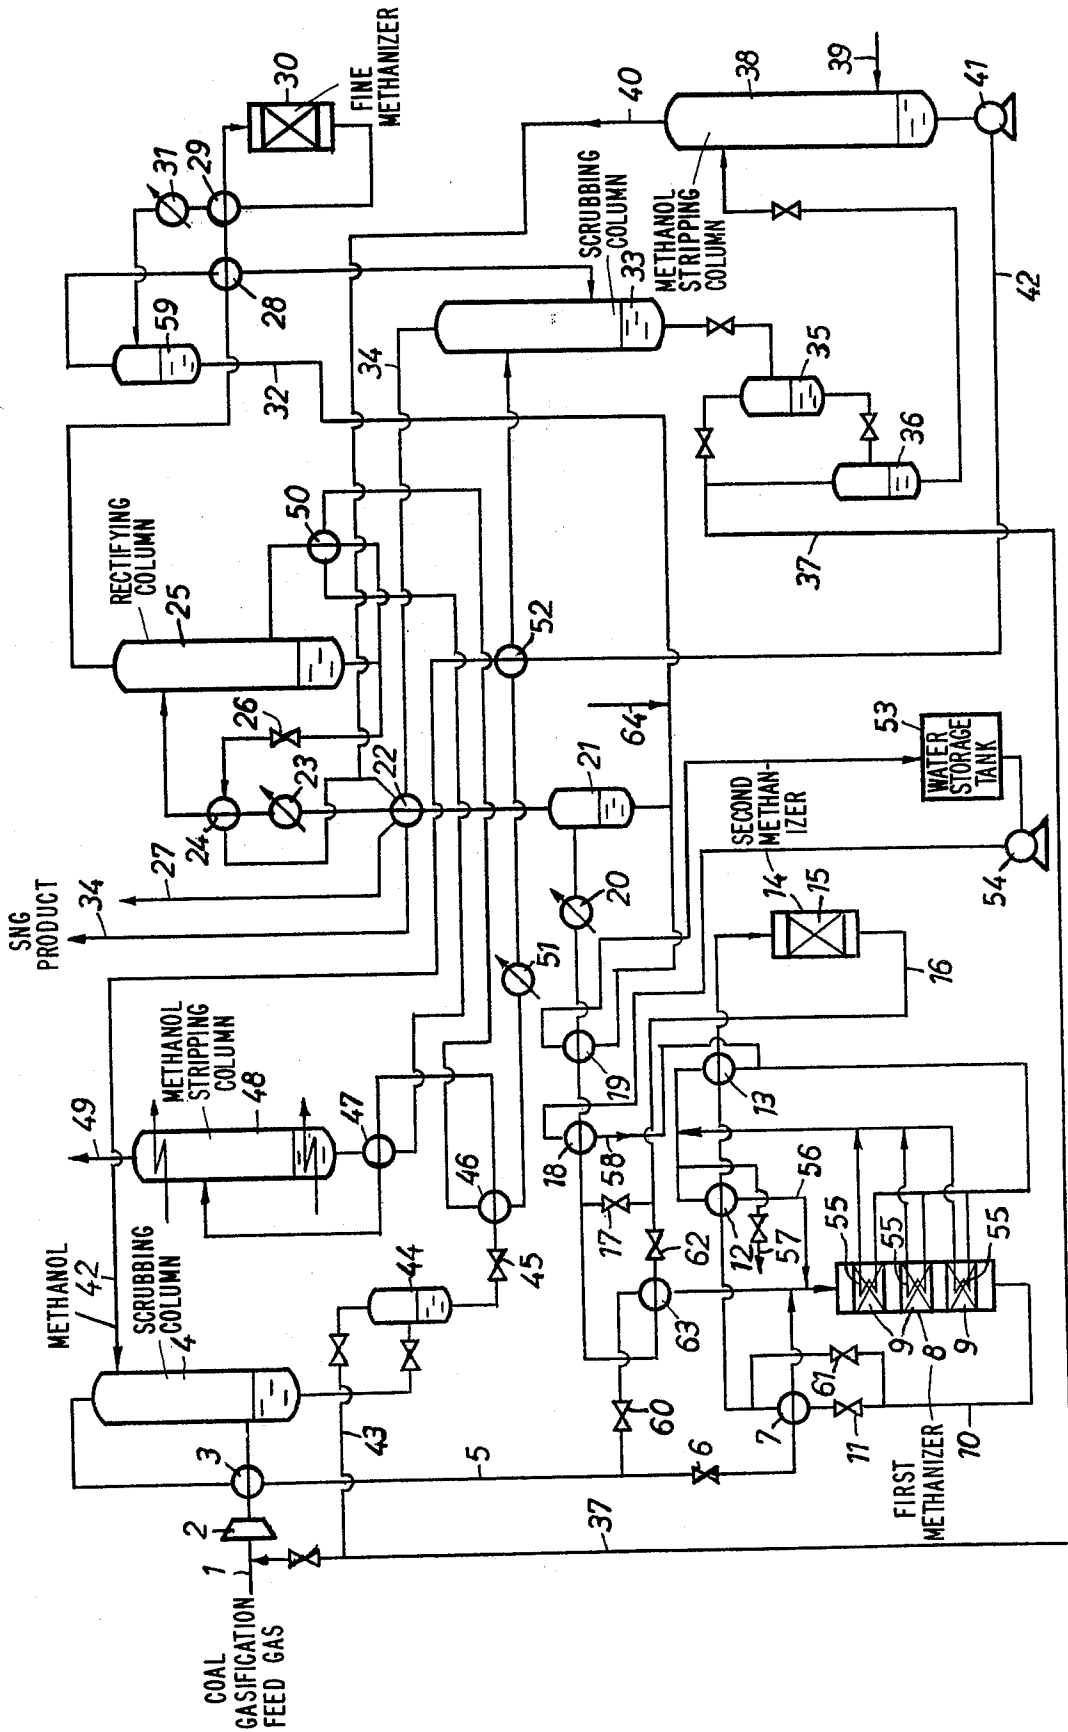 COAL
GASIFICATION
FEED GAS
1
2
3
SCRUBBING
COLUMN
4
METHANOL
42
49
METHANOL
STRIPPING
COLUMN
48
47
46
45
44
43
5
37
6
60
7
61
11
10
FIRST
METHANIZER
8
9
9
9
55
55
55
56
57
12
13
62
63
17
58
18
19
16
14
15
SECOND
METHAN-
IZER
20
51
21
64
52
SNG
PRODUCT
34
27
24
23
22
26
RECTIFYING
COLUMN
25
50
32
59
28
29
31
30
FINE
METHANIZER
34
SCRUBBING
COLUMN
33
METHANOL
STRIPPING
COLUMN
38
39
40
41
42
35
36
37
53
WATER
STORAGE
TANK
54